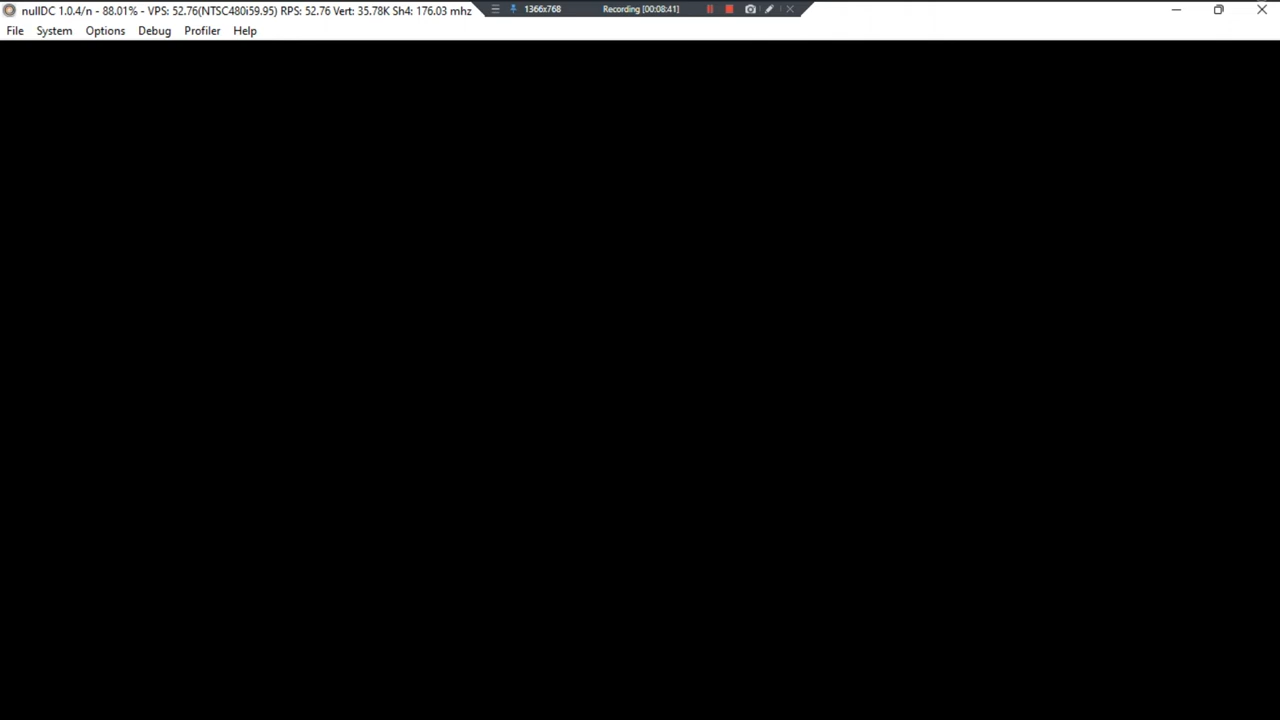 nullDC 1.0.4/n - 88.01% - VPS: 52.76(NTSC480i59.95) RPS: 52.76 Vert: 35.78K Sh4: 176.03 mhz
1366x768 Recording [00:08:41]
File System Options Debug Profiler Help